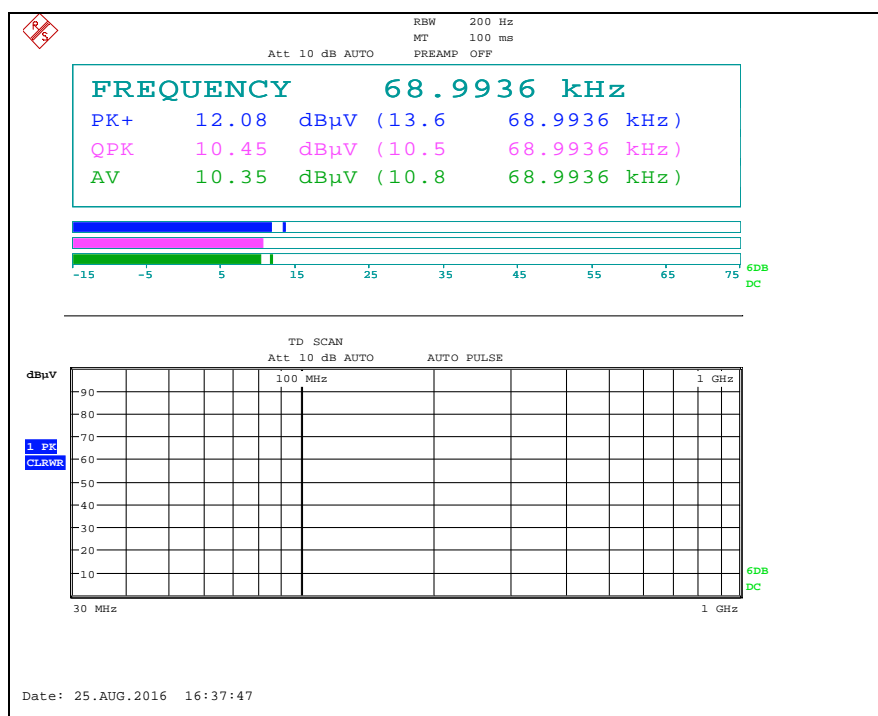 R&S
RBW 200 Hz
MT 100 ms
Att 10 dB AUTO PREAMP OFF
FREQUENCY 68.9936 kHz
PK+ 12.08 dBµV (13.6 68.9936 kHz)
QPK 10.45 dBµV (10.5 68.9936 kHz)
AV 10.35 dBµV (10.8 68.9936 kHz)
-15 -5 5 15 25 35 45 55 65 75
6DB
DC
TD SCAN
Att 10 dB AUTO AUTO PULSE
dBµV
100 MHz 1 GHz
90
80
70
1 PK
CLRWR
60
50
40
30
20
10
6DB
DC
30 MHz 1 GHz
Date: 25.AUG.2016 16:37:47